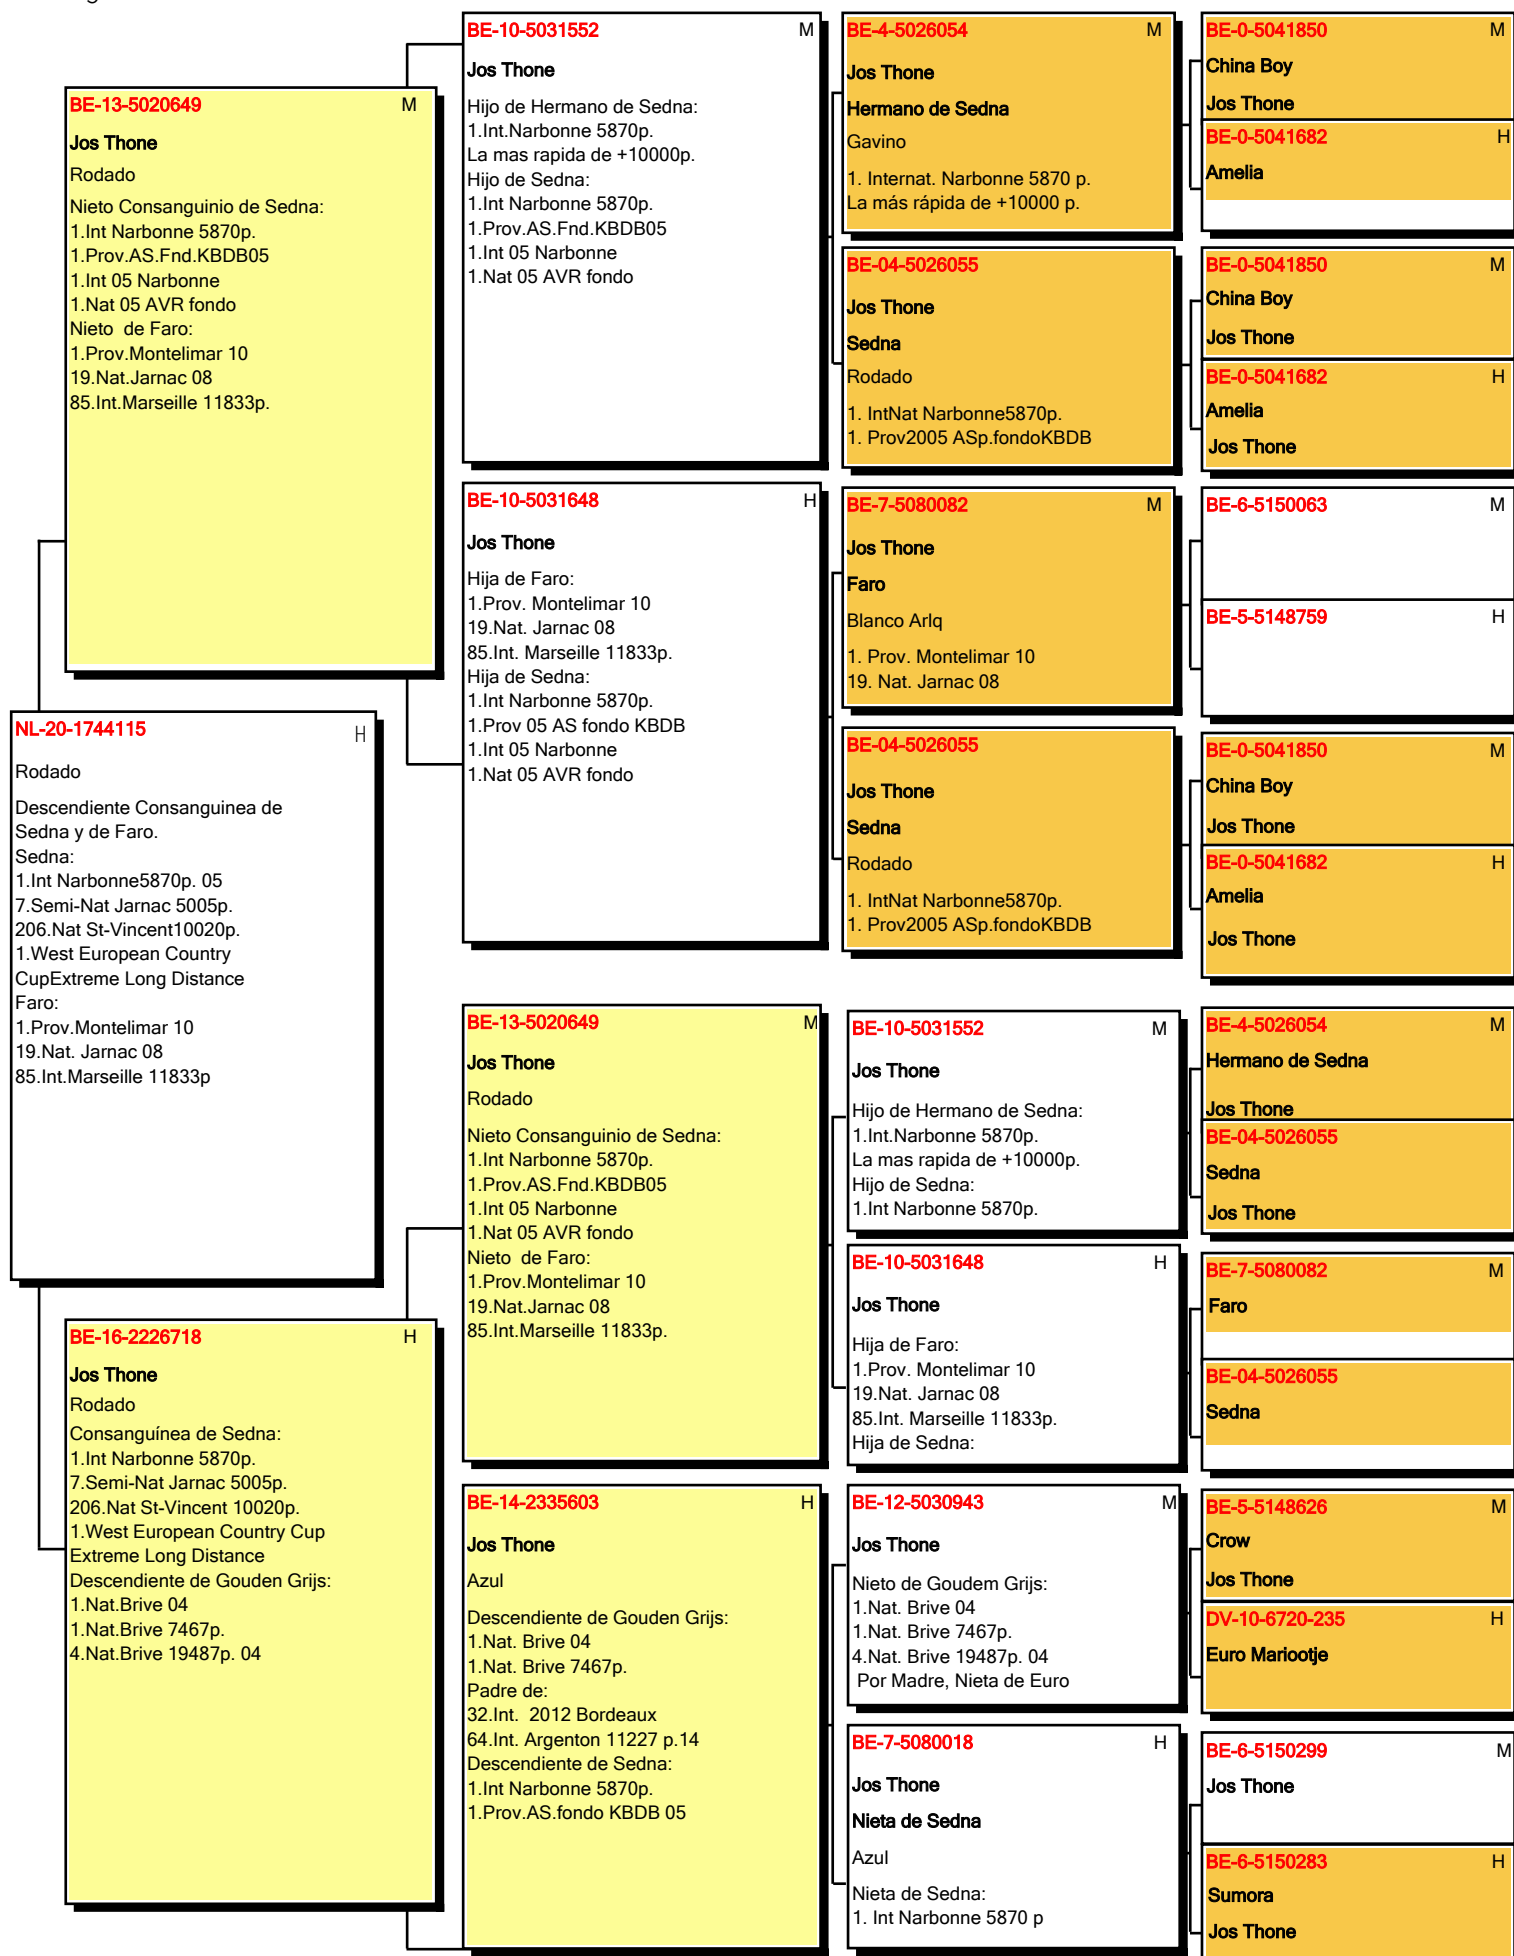 NL-20-1744115 H
Rodado
Descendiente Consanguinea de
Sedna y de Faro.
Sedna:
1.Int Narbonne5870p. 05
7.Semi-Nat Jarnac 5005p.
206.Nat St-Vincent10020p.
1.West European Country
CupExtreme Long Distance
Faro:
1.Prov.Montelimar 10
19.Nat. Jarnac 08
85.Int.Marseille 11833p
BE-13-5020649 M
Jos Thone
Rodado
Nieto Consanguinio de Sedna:
1.Int Narbonne 5870p.
1.Prov.AS.Fnd.KBDB05
1.Int 05 Narbonne
1.Nat 05 AVR fondo
Nieto  de Faro:
1.Prov.Montelimar 10
19.Nat.Jarnac 08
85.Int.Marseille 11833p.
BE-16-2226718 H
Jos Thone
Rodado
Consanguínea de Sedna:
1.Int Narbonne 5870p.
7.Semi-Nat Jarnac 5005p.
206.Nat St-Vincent 10020p.
1.West European Country Cup
Extreme Long Distance
Descendiente de Gouden Grijs:
1.Nat.Brive 04
1.Nat.Brive 7467p.
4.Nat.Brive 19487p. 04
BE-10-5031552 M
Jos Thone
Hijo de Hermano de Sedna:
1.Int.Narbonne 5870p.
La mas rapida de +10000p.
Hijo de Sedna:
1.Int Narbonne 5870p.
1.Prov.AS.Fnd.KBDB05
1.Int 05 Narbonne
1.Nat 05 AVR fondo
BE-10-5031648 H
Jos Thone
Hija de Faro:
1.Prov. Montelimar 10
19.Nat. Jarnac 08
85.Int. Marseille 11833p.
Hija de Sedna:
1.Int Narbonne 5870p.
1.Prov 05 AS fondo KBDB
1.Int 05 Narbonne
1.Nat 05 AVR fondo
BE-13-5020649 M
Jos Thone
Rodado
Nieto Consanguinio de Sedna:
1.Int Narbonne 5870p.
1.Prov.AS.Fnd.KBDB05
1.Int 05 Narbonne
1.Nat 05 AVR fondo
Nieto  de Faro:
1.Prov.Montelimar 10
19.Nat.Jarnac 08
85.Int.Marseille 11833p.
BE-14-2335603 H
Jos Thone
Azul
Descendiente de Gouden Grijs:
1.Nat. Brive 04
1.Nat. Brive 7467p.
Padre de:
32.Int.  2012 Bordeaux
64.Int. Argenton 11227 p.14
Descendiente de Sedna:
1.Int Narbonne 5870p.
1.Prov.AS.fondo KBDB 05
BE-4-5026054 M
Jos Thone
Hermano de Sedna
Gavino
1. Internat. Narbonne 5870 p.
La más rápida de +10000 p.
BE-04-5026055
Jos Thone
Sedna
Rodado
1. IntNat Narbonne5870p.
1. Prov2005 ASp.fondoKBDB
BE-7-5080082 M
Jos Thone
Faro
Blanco Arlq
1. Prov. Montelimar 10
19. Nat. Jarnac 08
BE-04-5026055
Jos Thone
Sedna
Rodado
1. IntNat Narbonne5870p.
1. Prov2005 ASp.fondoKBDB
BE-10-5031552 M
Jos Thone
Hijo de Hermano de Sedna:
1.Int.Narbonne 5870p.
La mas rapida de +10000p.
Hijo de Sedna:
1.Int Narbonne 5870p.
BE-10-5031648 H
Jos Thone
Hija de Faro:
1.Prov. Montelimar 10
19.Nat. Jarnac 08
85.Int. Marseille 11833p.
Hija de Sedna:
BE-12-5030943 M
Jos Thone
Nieto de Goudem Grijs:
1.Nat. Brive 04
1.Nat. Brive 7467p.
4.Nat. Brive 19487p. 04
Por Madre, Nieta de Euro
BE-7-5080018 H
Jos Thone
Nieta de Sedna
Azul
Nieta de Sedna:
1. Int Narbonne 5870 p
BE-0-5041850 M
China Boy
Jos Thone
BE-0-5041682 H
Amelia
BE-0-5041850 M
China Boy
Jos Thone
BE-0-5041682 H
Amelia
Jos Thone
BE-6-5150063 M
BE-5-5148759 H
BE-0-5041850 M
China Boy
Jos Thone
BE-0-5041682 H
Amelia
Jos Thone
BE-4-5026054 M
Hermano de Sedna
Jos Thone
BE-04-5026055
Sedna
Jos Thone
BE-7-5080082 M
Faro
BE-04-5026055
Sedna
BE-5-5148626 M
Crow
Jos Thone
DV-10-6720-235 H
Euro Mariootje
BE-6-5150299 M
Jos Thone
BE-6-5150283 H
Sumora
Jos Thone